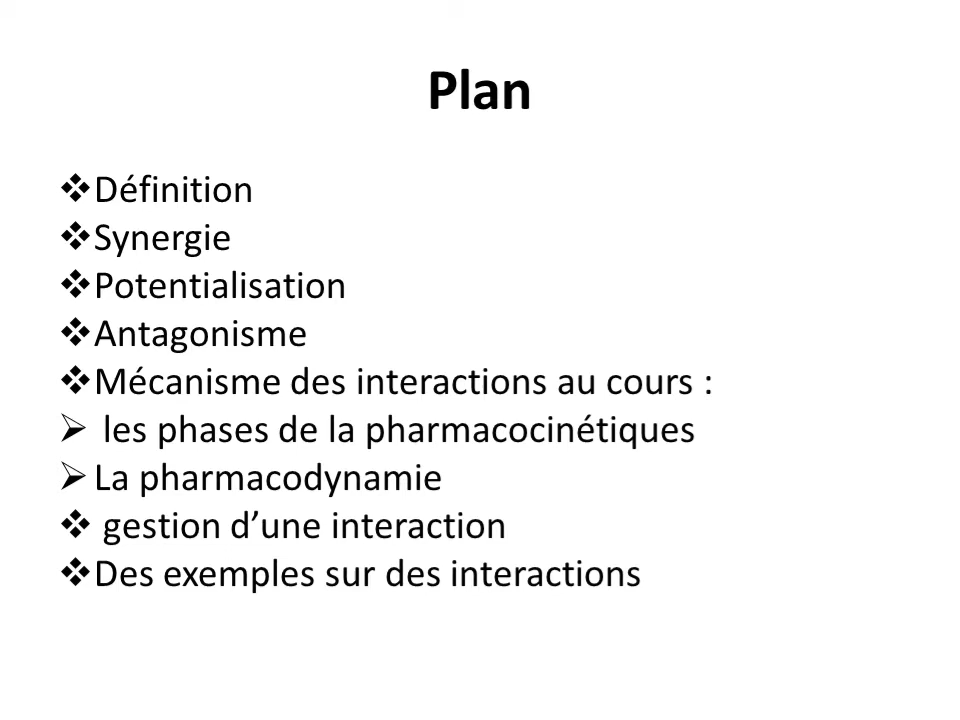 Plan
❖Définition
❖Synergie
❖Potentialisation
❖Antagonisme
❖Mécanisme des interactions au cours :
➢ les phases de la pharmacocinétiques
➢La pharmacodynamie
❖ gestion d’une interaction
❖Des exemples sur des interactions